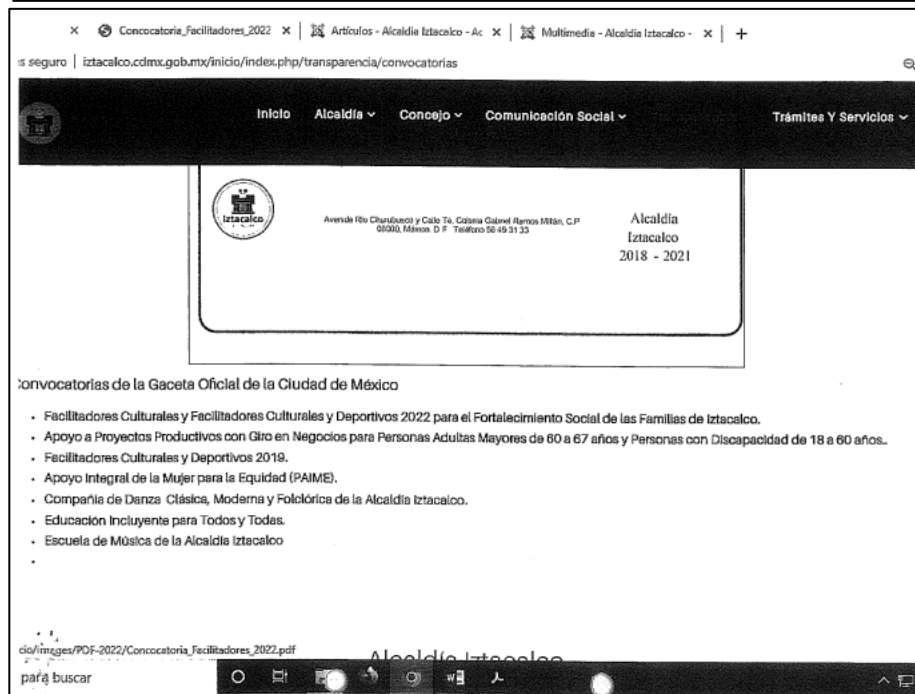 Concocatoria_Facilitadores_2022 × Artículos - Alcaldía Iztacalco - Ac × Multimedia - Alcaldía Iztacalco - × +
seguro | iztacalco.cdmx.gob.mx/inicio/index.php/transparencia/convocatorias
Inicio Alcaldía Concejo Comunicación Social Trámites Y Servicios
Iztacalco
Avenida Río Churubusco y Calle Té, Colonia Gabriel Ramos Millán, C.P
08000, México. D F Teléfono 56 49 31 33
Alcaldía
Iztacalco
2018 - 2021
Convocatorias de la Gaceta Oficial de la Ciudad de México
• Facilitadores Culturales y Facilitadores Culturales y Deportivos 2022 para el Fortalecimiento Social de las Familias de Iztacalco.
• Apoyo a Proyectos Productivos con Giro en Negocios para Personas Adultas Mayores de 60 a 67 años y Personas con Discapacidad de 18 a 60 años..
• Facilitadores Culturales y Deportivos 2019.
• Apoyo Integral de la Mujer para la Equidad (PAIME).
• Compañia de Danza Clásica, Moderna y Folclórica de la Alcaldía Iztacalco.
• Educación Incluyente para Todos y Todas.
• Escuela de Música de la Alcaldía Iztacalco
cio/images/PDF-2022/Concocatoria_Facilitadores_2022.pdf
Alcaldía Iztacalco
para buscar